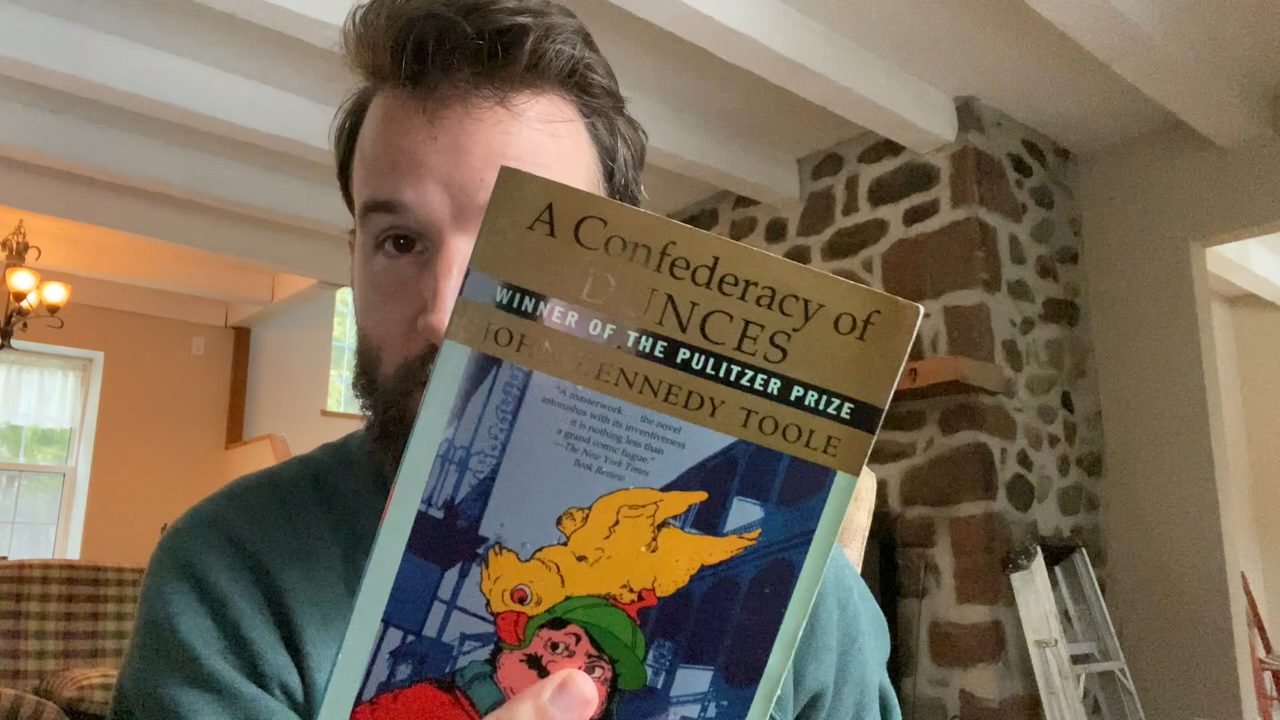 A Confederacy of
DUNCES
WINNER OF THE PULITZER PRIZE
JOHN KENNEDY TOOLE
"A masterwork . . . the novel
astonishes with its inventiveness
. . . it is nothing less than
a grand comic fugue."
—The New York Times
Book Review